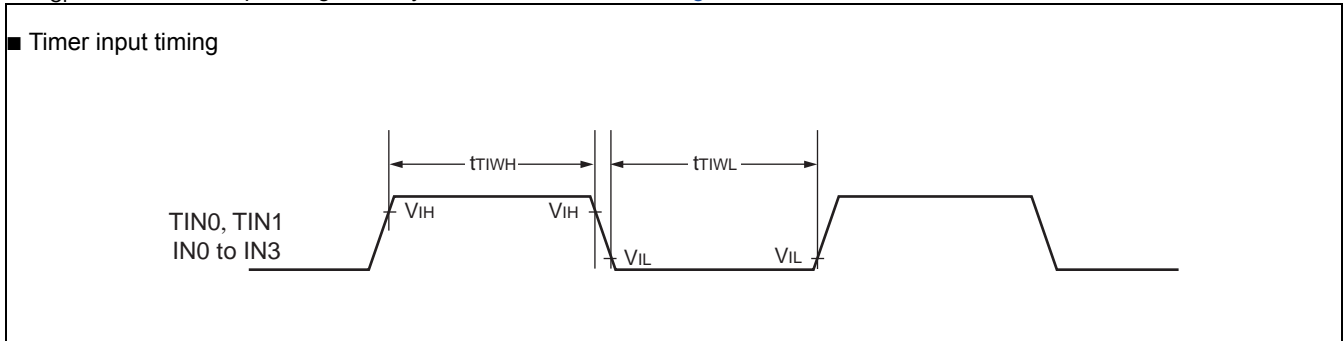 ■ Timer input timing
tTIWH
tTIWL
TIN0, TIN1
IN0 to IN3
VIH
VIH
VIL
VIL